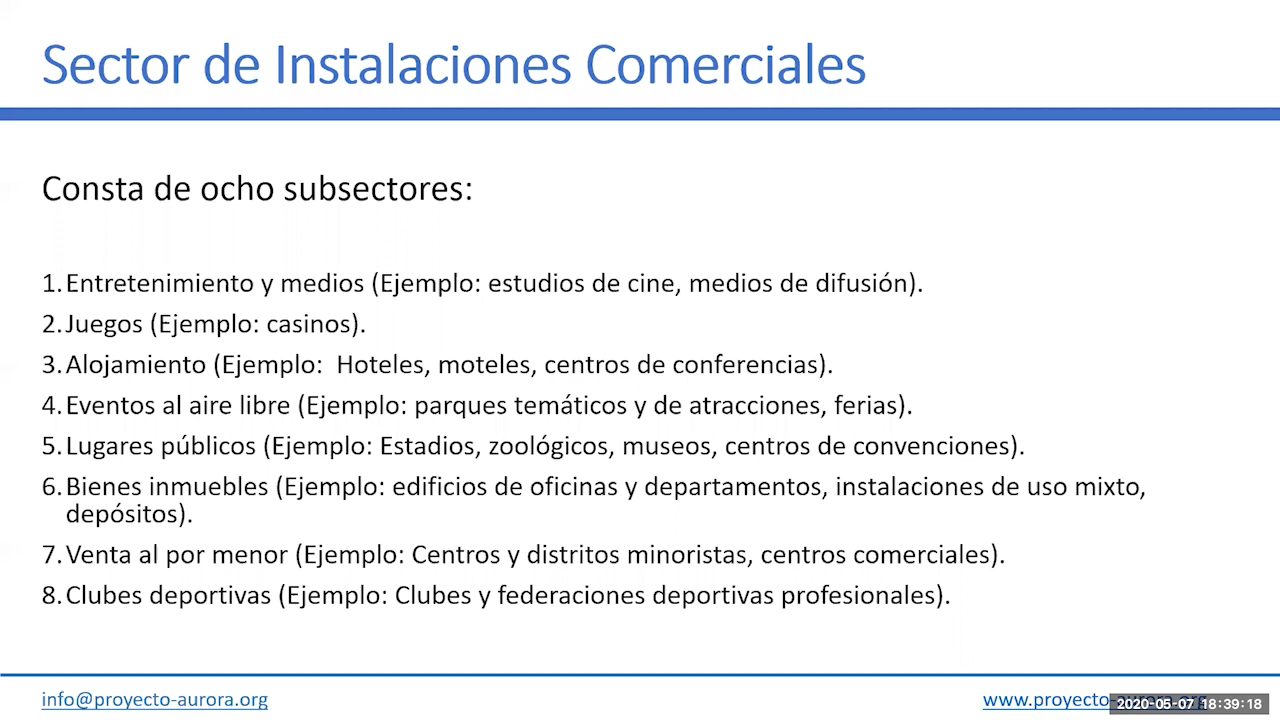 Sector de Instalaciones Comerciales
Consta de ocho subsectores:
1. Entretenimiento y medios (Ejemplo: estudios de cine, medios de difusión).
2. Juegos (Ejemplo: casinos).
3. Alojamiento (Ejemplo:  Hoteles, moteles, centros de conferencias).
4. Eventos al aire libre (Ejemplo: parques temáticos y de atracciones, ferias).
5. Lugares públicos (Ejemplo: Estadios, zoológicos, museos, centros de convenciones).
6. Bienes inmuebles (Ejemplo: edificios de oficinas y departamentos, instalaciones de uso mixto,
depósitos).
7. Venta al por menor (Ejemplo: Centros y distritos minoristas, centros comerciales).
8. Clubes deportivas (Ejemplo: Clubes y federaciones deportivas profesionales).
info@proyecto-aurora.org
www.proyecto-aurora.org
2020-05-07 18:39:18